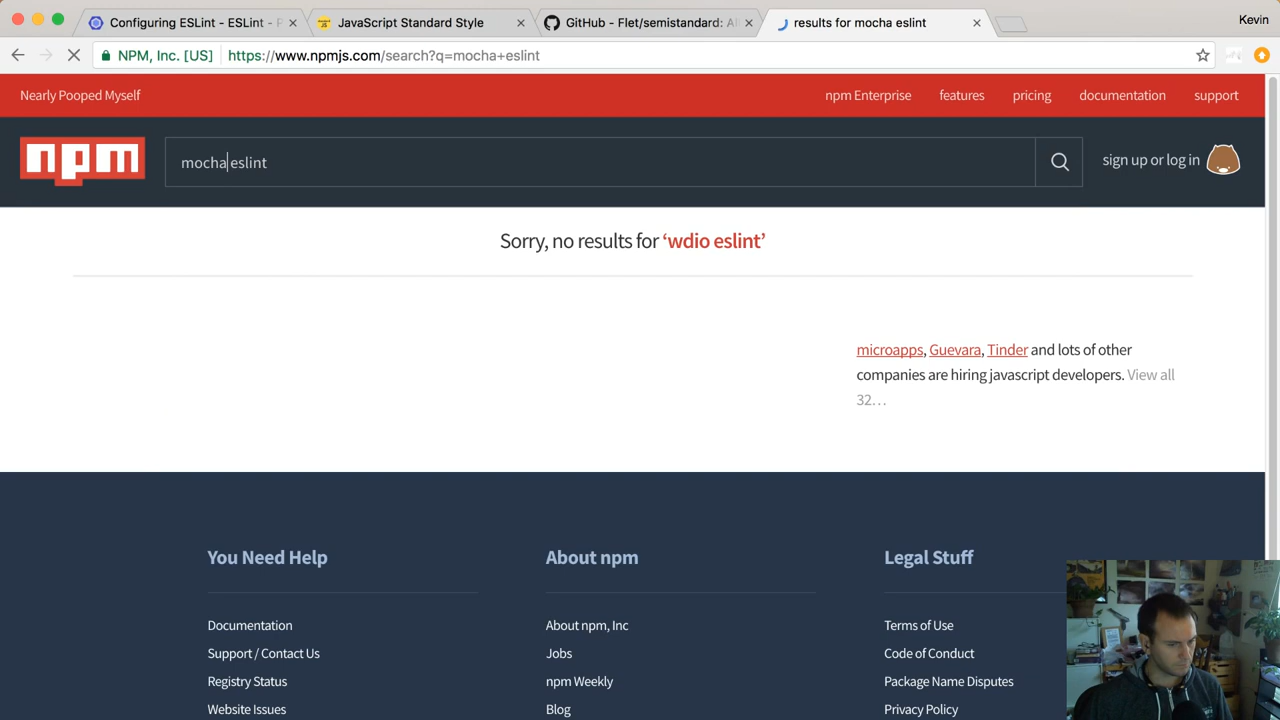 Configuring ESLint - ESLint - P
JavaScript Standard Style
GitHub - Flet/semistandard: Al
results for mocha eslint
Kevin
NPM, Inc. [US]
https://www.npmjs.com/search?q=mocha+eslint
Nearly Pooped Myself
npm Enterprise
features
pricing
documentation
support
npm
mocha eslint
sign up or log in
Sorry, no results for ‘wdio eslint’
microapps, Guevara, Tinder and lots of other
companies are hiring javascript developers. View all
32…
You Need Help
About npm
Legal Stuff
Documentation
About npm, Inc
Terms of Use
Support / Contact Us
Jobs
Code of Conduct
Registry Status
npm Weekly
Package Name Disputes
Website Issues
Blog
Privacy Policy